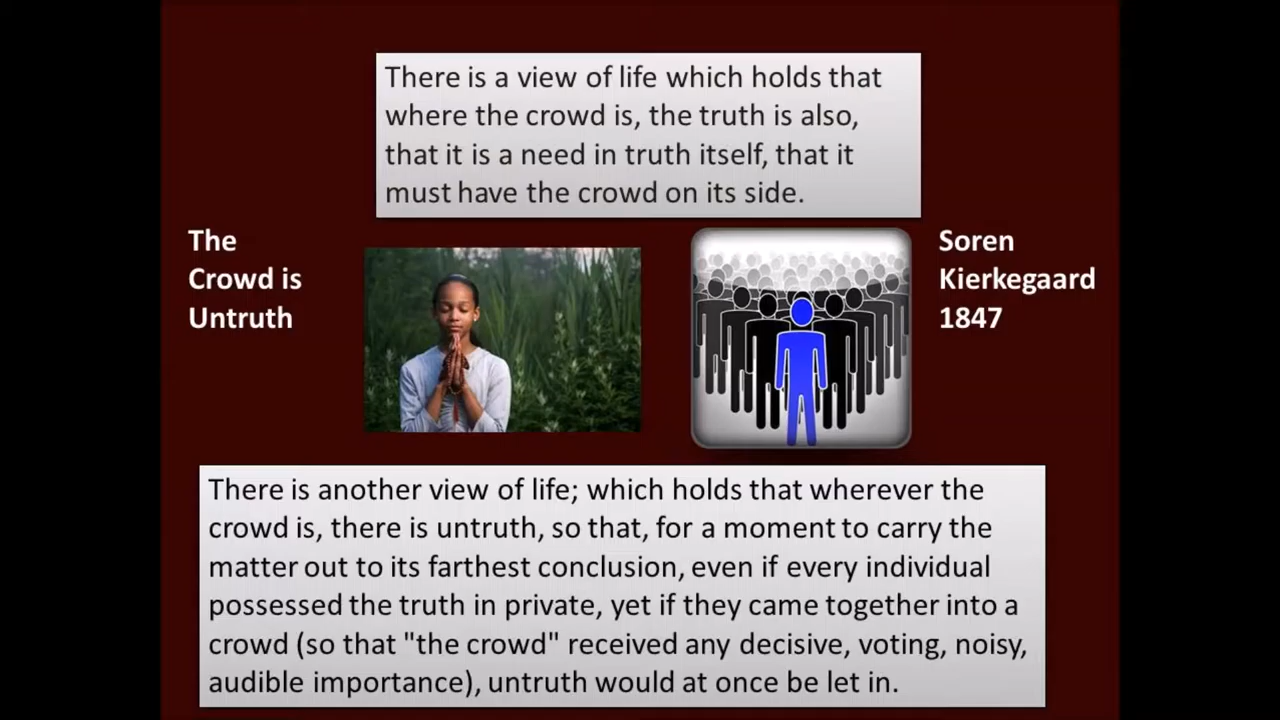 There is a view of life which holds that
where the crowd is, the truth is also,
that it is a need in truth itself, that it
must have the crowd on its side.
The
Crowd is
Untruth
Soren
Kierkegaard
1847
There is another view of life; which holds that wherever the
crowd is, there is untruth, so that, for a moment to carry the
matter out to its farthest conclusion, even if every individual
possessed the truth in private, yet if they came together into a
crowd (so that "the crowd" received any decisive, voting, noisy,
audible importance), untruth would at once be let in.